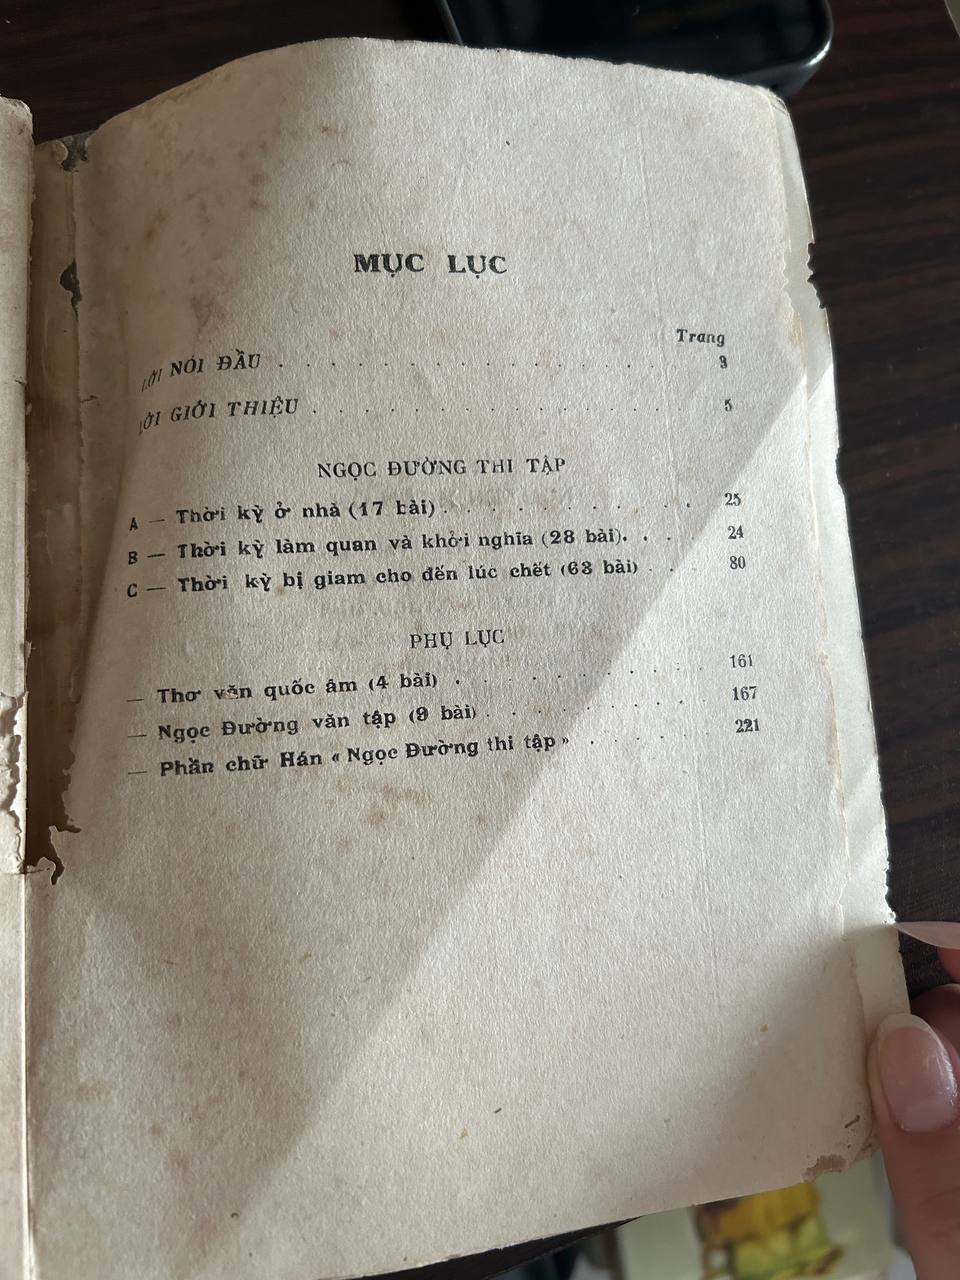 MỤC LỤC
Trang
LỜI NÓI ĐẦU . . . . . . . . . . . . . . . 3
LỜI GIỚI THIỆU . . . . . . . . . . . . . 5
NGỌC ĐƯỜNG THI TẬP
A — Thời kỳ ở nhà (17 bài) . . . . . . . . . . . 25
B — Thời kỳ làm quan và khởi nghĩa (28 bài). . . . 24
C — Thời kỳ bị giam cho đến lúc chết (63 bài) . . . 80
PHỤ LỤC
— Thơ văn quốc âm (4 bài) . . . . . . . . . . 161
— Ngọc Đường văn tập (9 bài) . . . . . . . . . 167
— Phần chữ Hán « Ngọc Đường thi tập » . . . . . . 221